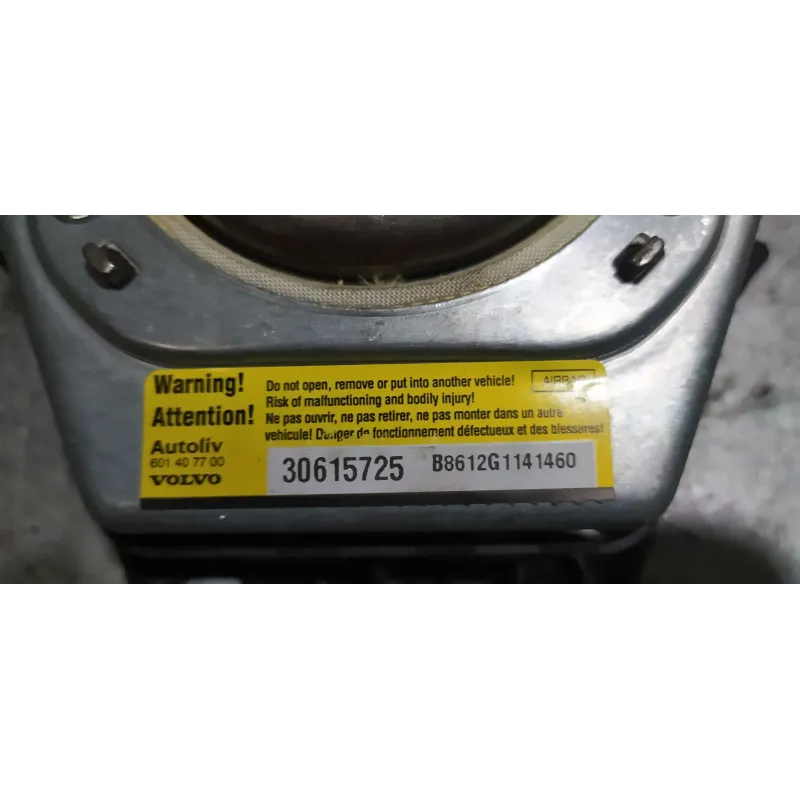 Warning!
Attention!
Do not open, remove or put into another vehicle!
Risk of malfunctioning and bodily injury!
Ne pas ouvrir, ne pas retirer, ne pas monter dans un autre
vehicule! Danger de fonctionnement défectueux et des blessures!
AIRBAG
Autoliv
601 40 77 00
VOLVO
30615725
B8612G1141460